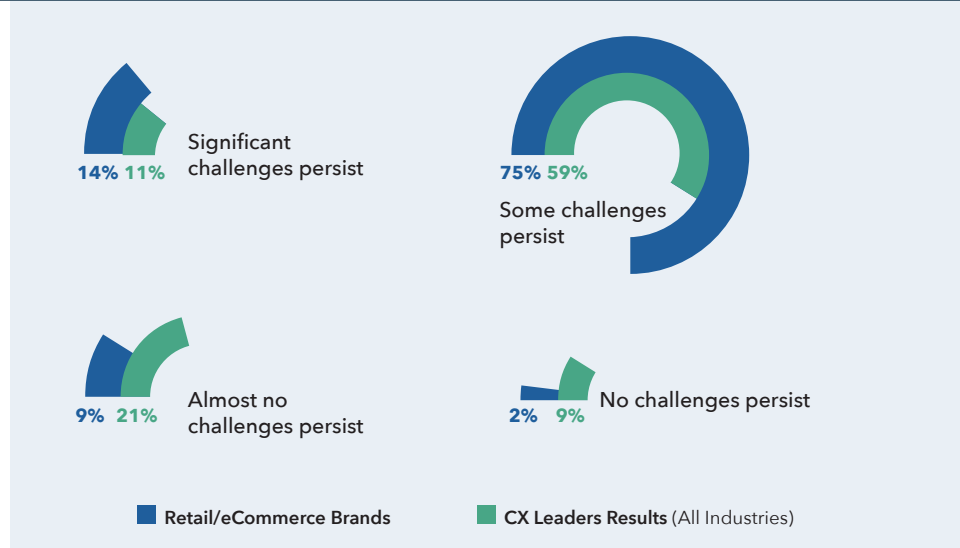 14% 11%
Significant
challenges persist
75% 59%
Some challenges
persist
9% 21%
Almost no
challenges persist
2% 9%
No challenges persist
Retail/eCommerce Brands
CX Leaders Results (All Industries)